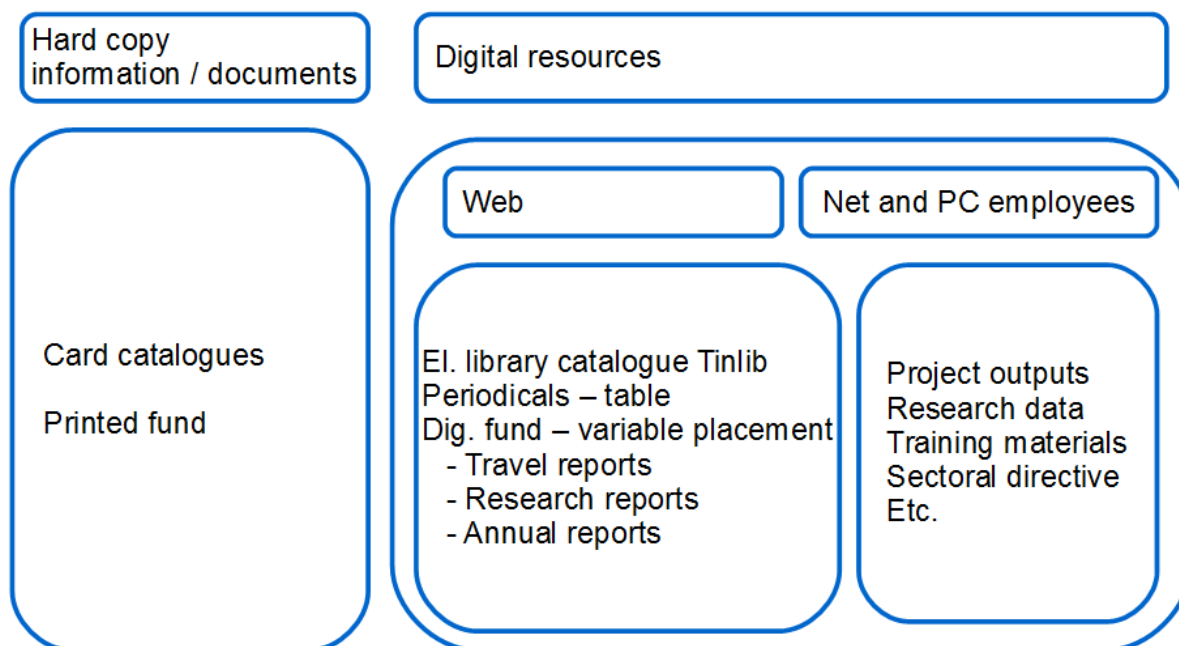 Hard copy
information / documents
Digital resources
Card catalogues
Printed fund
Web
El. library catalogue Tinlib
Periodicals – table
Dig. fund – variable placement
- Travel reports
- Research reports
- Annual reports
Net and PC employees
Project outputs
Research data
Training materials
Sectoral directive
Etc.